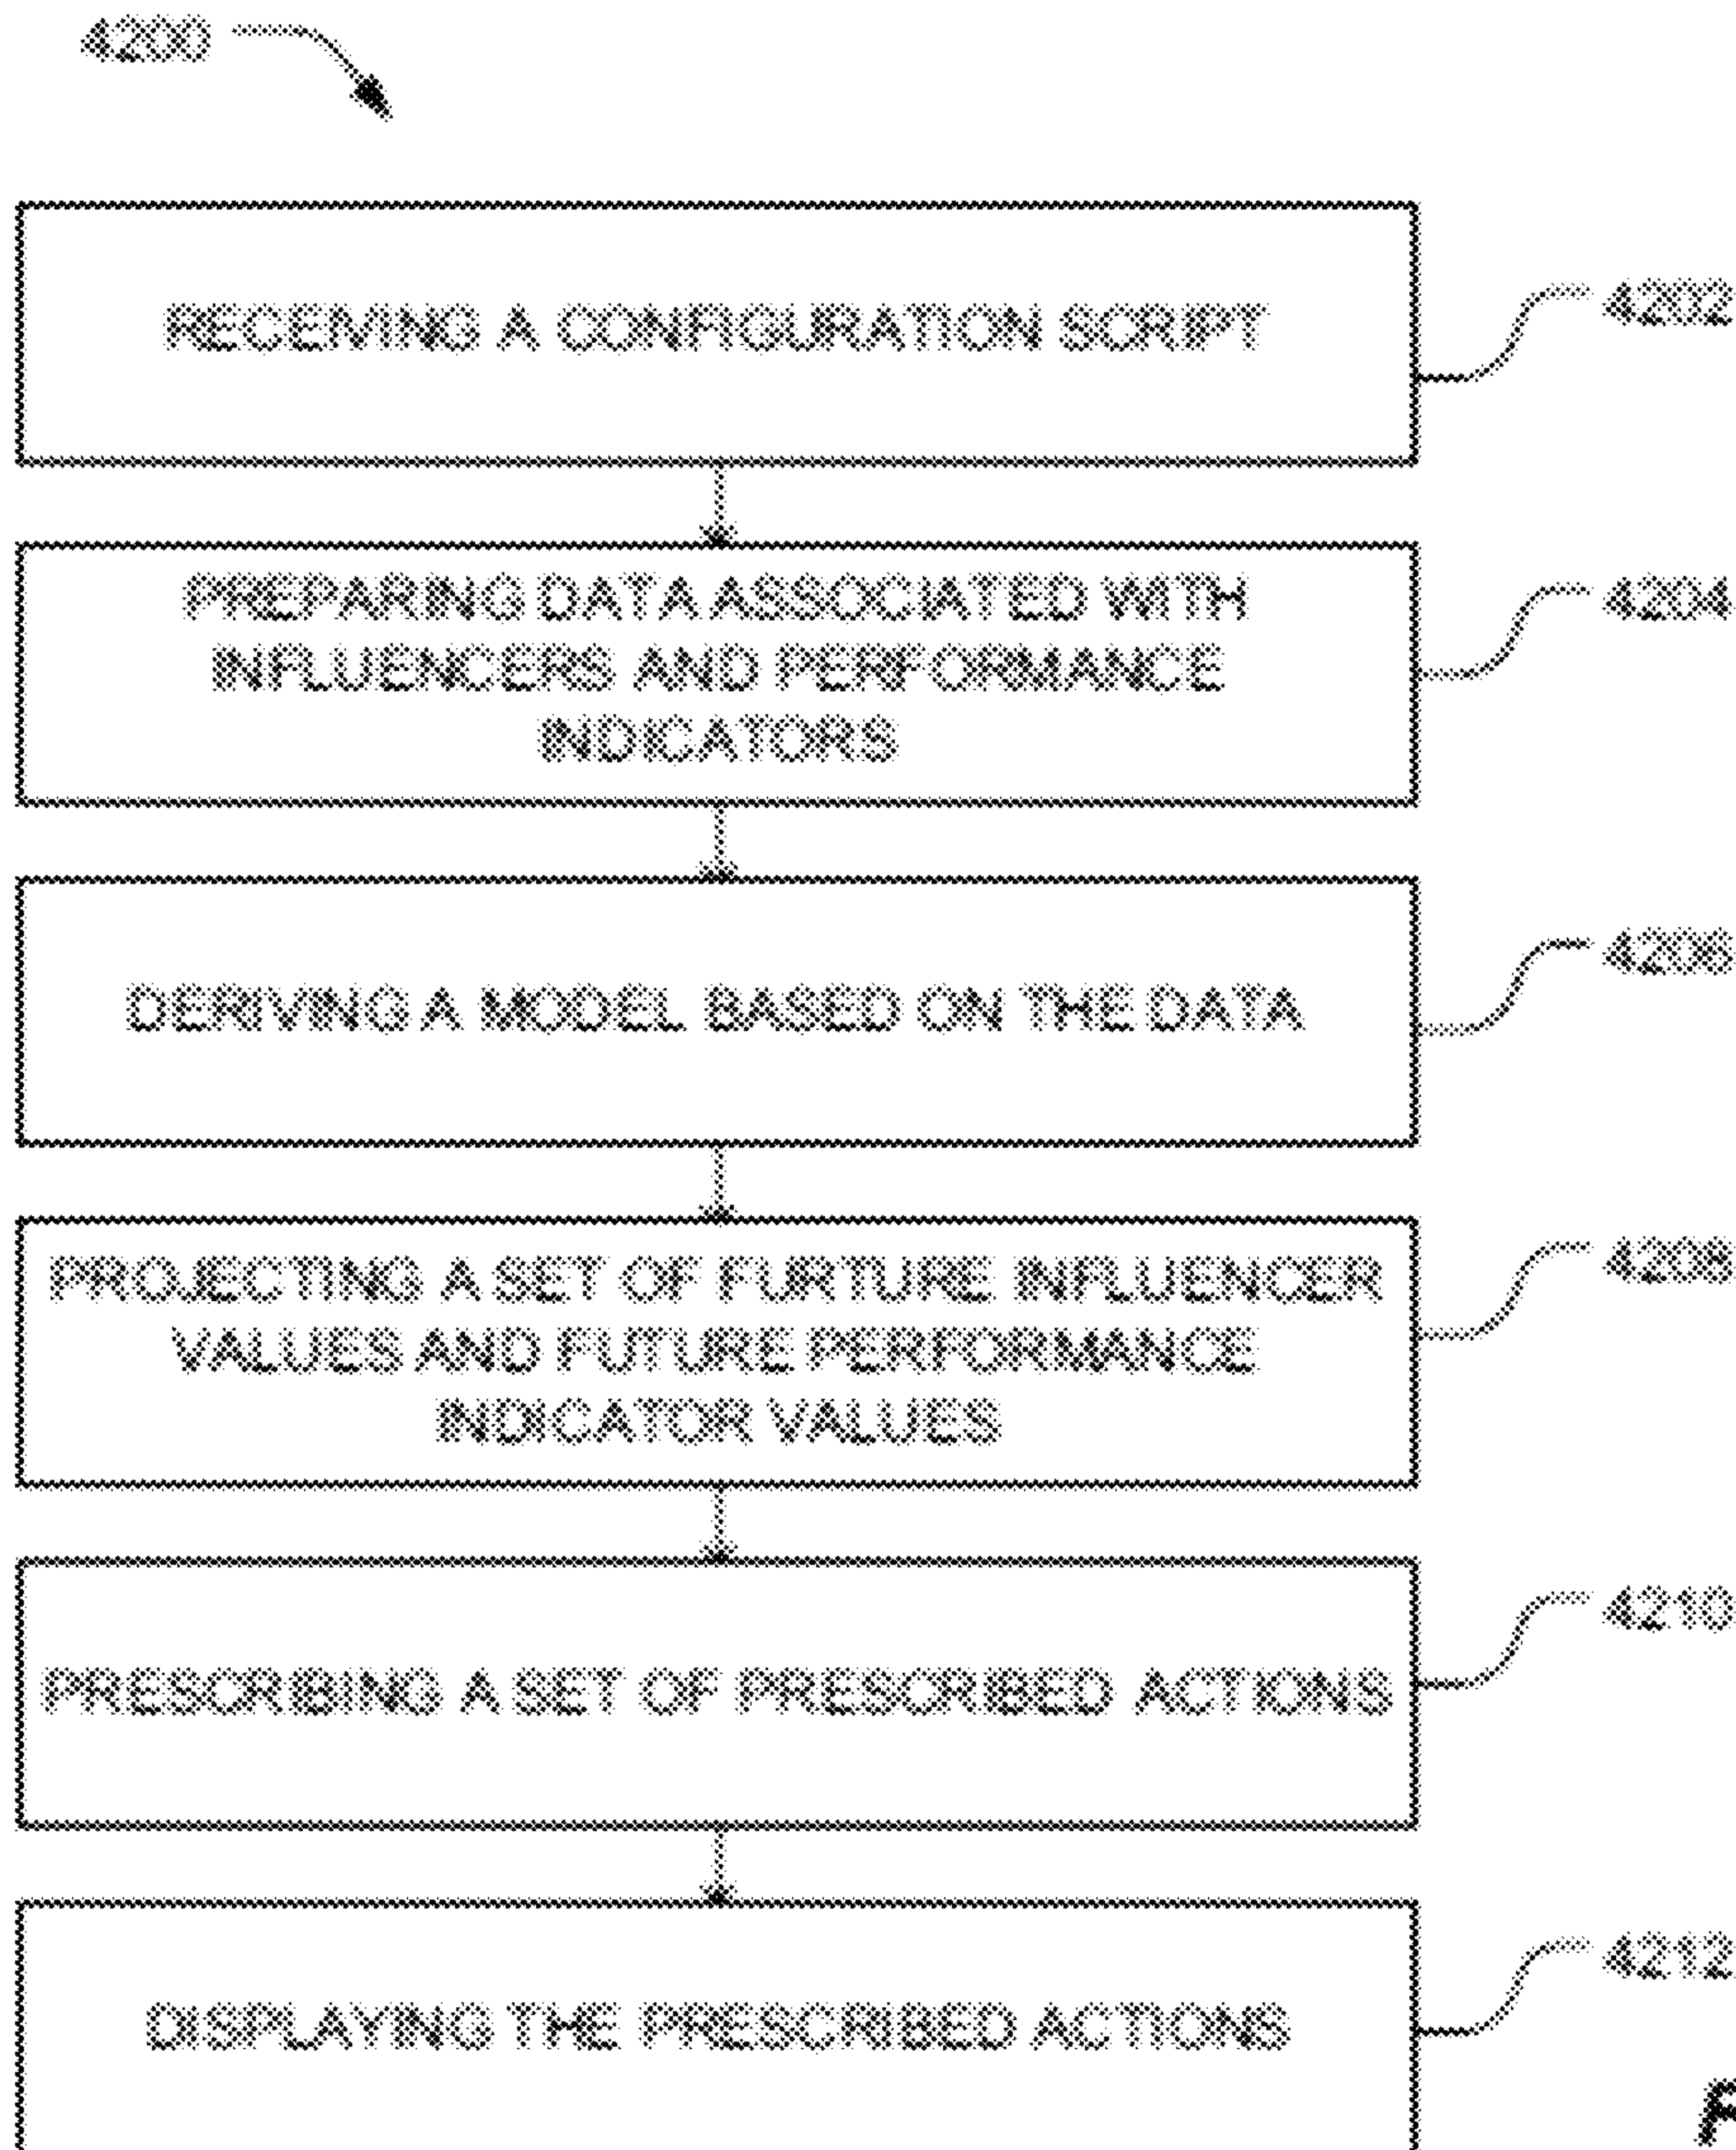 4200
RECEIVING A CONFIGURATION SCRIPT
4202
PREPARING DATA ASSOCIATED WITH
INFLUENCERS AND PERFORMANCE
INDICATORS
4204
DERIVING A MODEL BASED ON THE DATA
4206
PROJECTING A SET OF FURTURE INFLUENCER
VALUES AND FUTURE PERFORMANCE
INDICATOR VALUES
4208
PRESCRIBING A SET OF PRESCRIBED ACTIONS
4210
DISPLAYING THE PRESCRIBED ACTIONS
4212